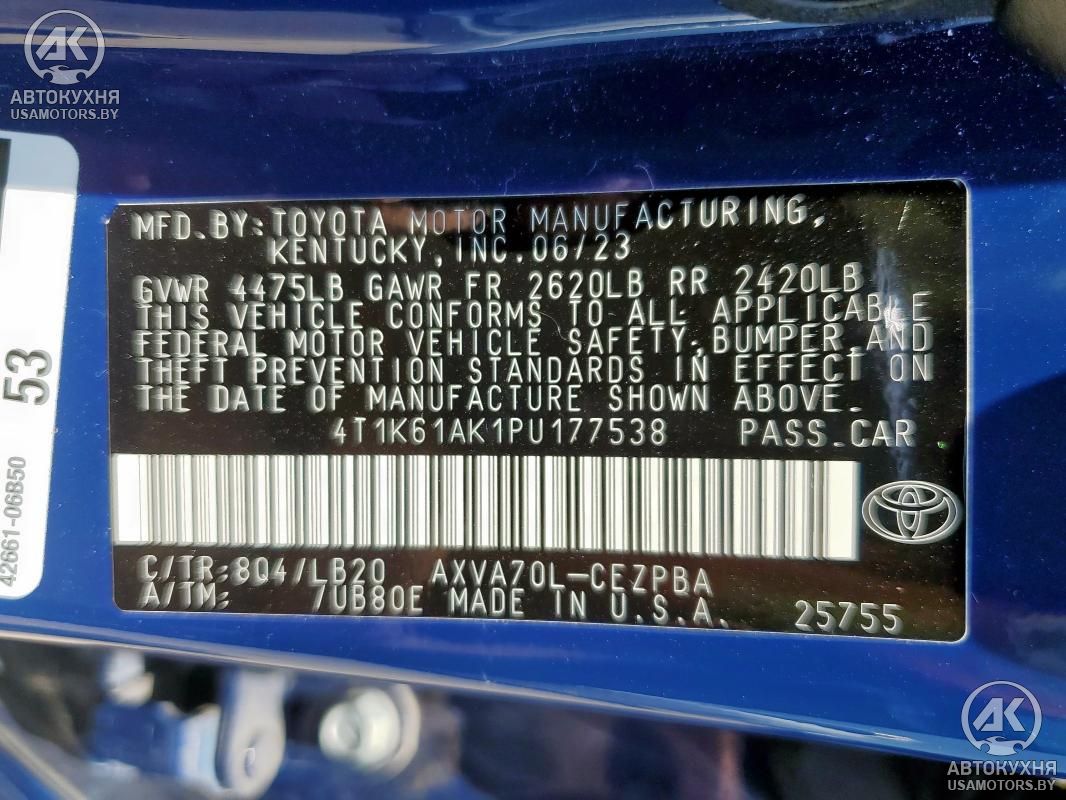 АВТОКУХНЯ
USAMOTORS.BY
53
42661-06B50
MFD. BY: TOYOTA MOTOR MANUFACTURING,
KENTUCKY, INC. 06/23
GVWR 4475LB GAWR FR 2620LB RR 2420LB
THIS VEHICLE CONFORMS TO ALL APPLICABLE
FEDERAL MOTOR VEHICLE SAFETY, BUMPER, AND
THEFT PREVENTION STANDARDS IN EFFECT ON
THE DATE OF MANUFACTURE SHOWN ABOVE.
4T1K61AK1PU177538 PASS.CAR
C/TR: 8Q4/LB20 AXVA70L-CEZPBA
A/TM: 7UB80E MADE IN U.S.A. 25755
АК
АВТОКУХНЯ
USAMOTORS.BY